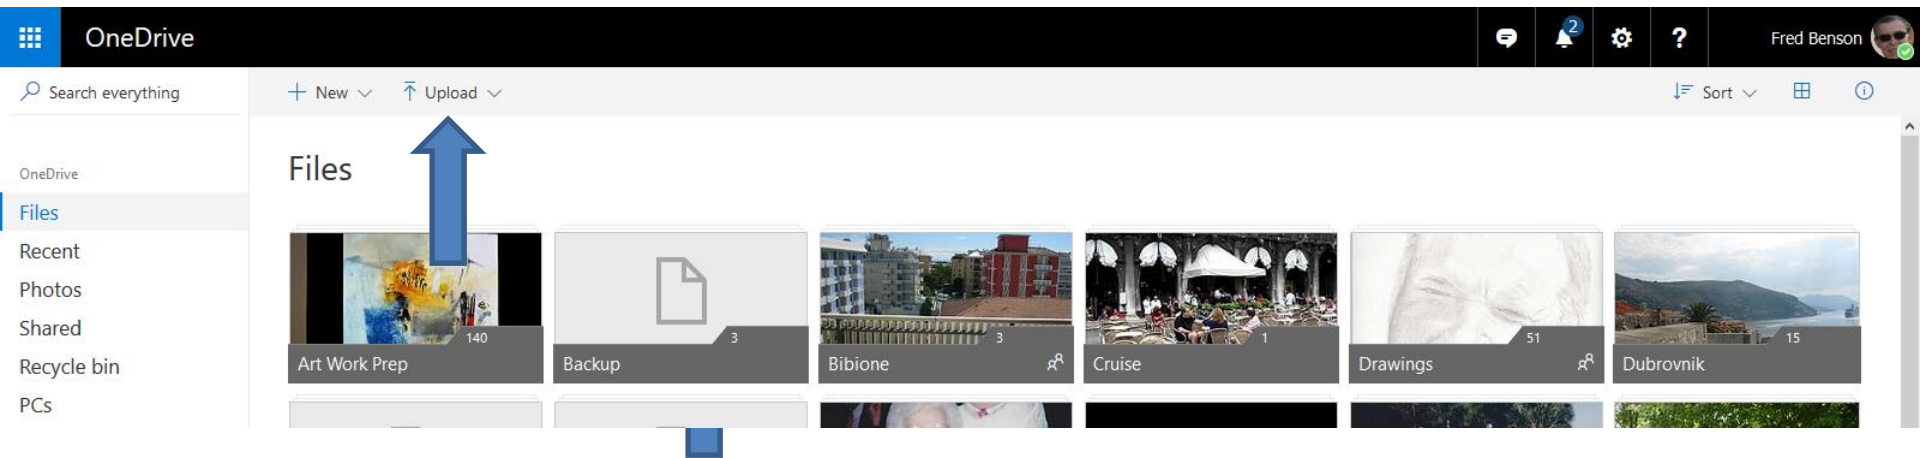 OneDrive
2
?
Fred Benson
Search everything
New
Upload
Sort
OneDrive
Files
Recent
Photos
Shared
Recycle bin
PCs
Files
140
Art Work Prep
3
Backup
3
Bibione
1
Cruise
51
Drawings
15
Dubrovnik